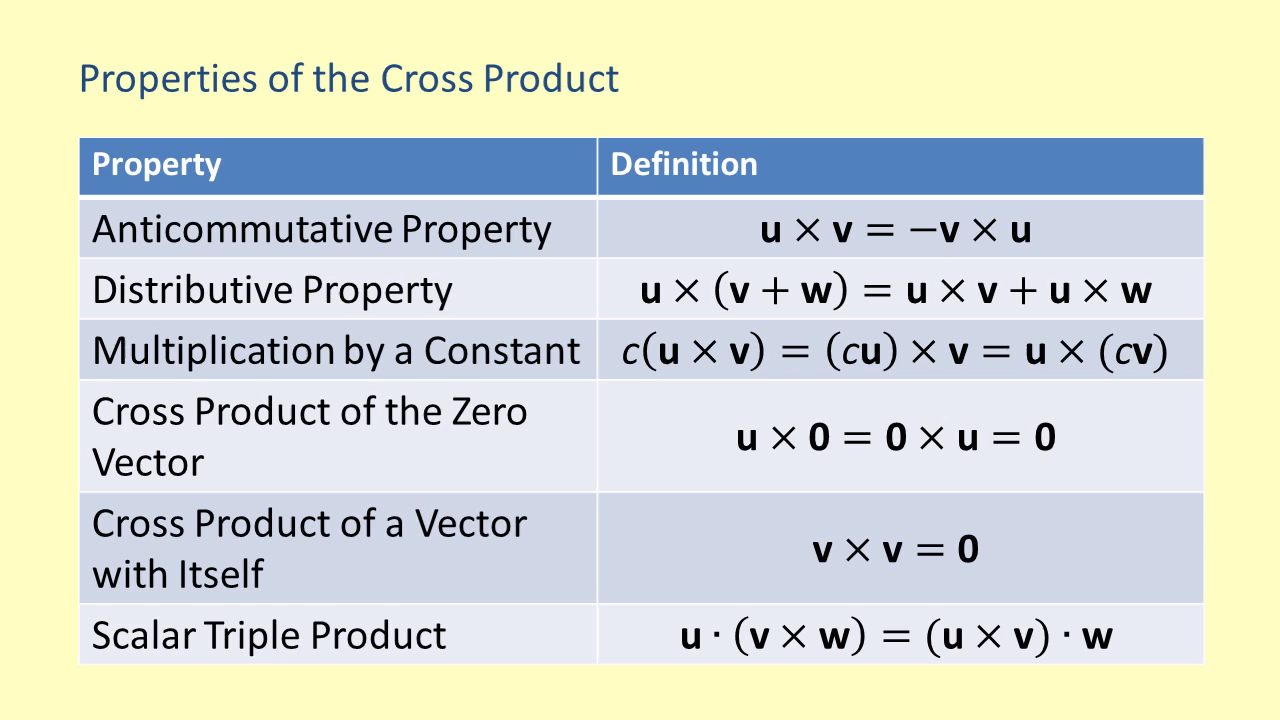 Properties of the Cross Product
Property Definition
Anticommutative Property u × v = −v × u
Distributive Property u × (v + w) = u × v + u × w
Multiplication by a Constant c(u × v) = (cu) × v = u × (cv)
Cross Product of the Zero
Vector
u × 0 = 0 × u = 0
Cross Product of a Vector
with Itself
v × v = 0
Scalar Triple Product u · (v × w) = (u × v) · w